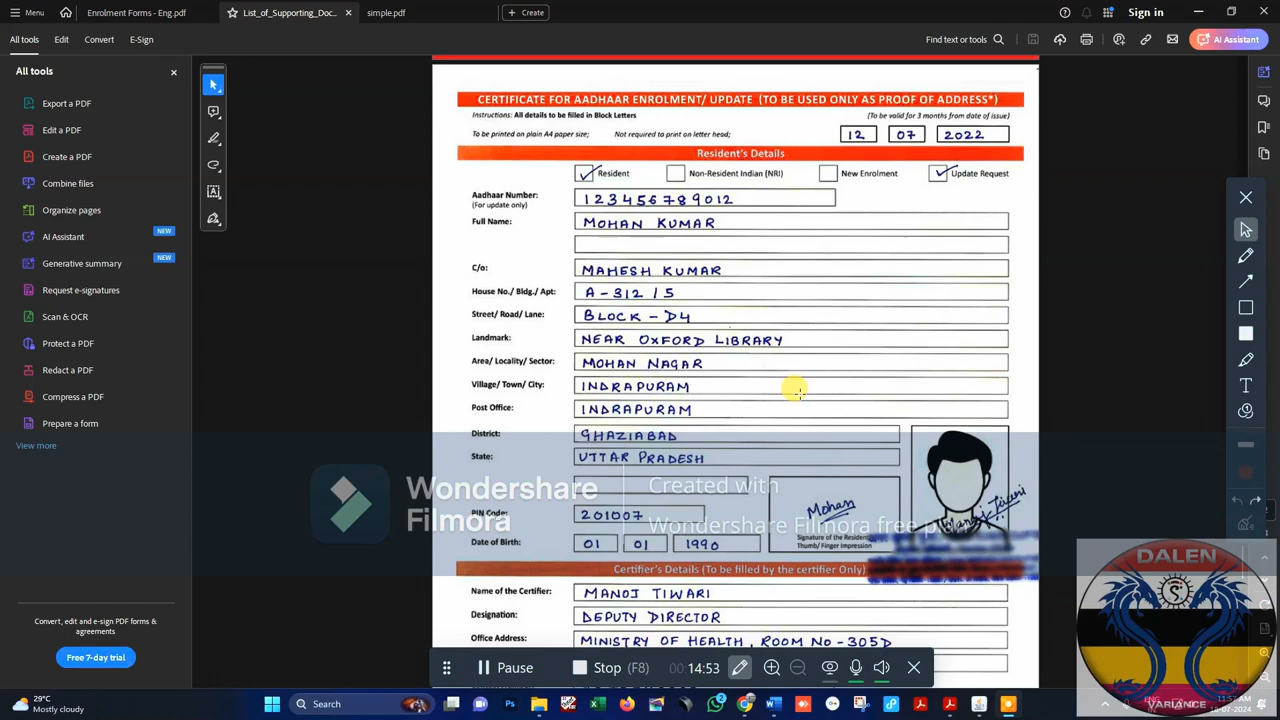 Menu
Enrolment Forms - Eng.pdf
List_of_Supporting_Doc...
simple.pdf
Create
Sign in
All tools Edit Convert E-Sign
Find text or tools
AI Assistant
All tools
Export PDF
Edit a PDF
Create a PDF
Combine files
Organize pages
AI Assistant NEW
Generative summary NEW
Request e-signatures
Scan & OCR
Protect a PDF
Redact a PDF
Compress a PDF
Prepare a form
View more
Convert, edit and e-sign PDF forms &
agreements
Free 7-day trial
CERTIFICATE FOR AADHAAR ENROLMENT/ UPDATE (TO BE USED ONLY AS PROOF OF ADDRESS*)
Instructions: All details to be filled in Block Letters (To be valid for 3 months from date of issue)
To be printed on plain A4 paper size; Not required to print on letter head; 12 07 2022
Resident's Details
Resident Non-Resident Indian (NRI) New Enrolment Update Request
Aadhaar Number: 123456789012
(For update only)
Full Name: MOHAN KUMAR
C/o: MAHESH KUMAR
House No./ Bldg./ Apt: A-312/5
Street/ Road/ Lane: BLOCK - D4
Landmark: NEAR OXFORD LIBRARY
Area/ Locality/ Sector: MOHAN NAGAR
Village/ Town/ City: INDRAPURAM
Post Office: INDRAPURAM
District: GHAZIABAD
State: UTTAR PRADESH
PIN Code: 201007
Mohan
Signature of the Resident
Thumb/ Finger Impression
Date of Birth: 01 01 1990
Certifier's Details (To be filled by the certifier Only)
Name of the Certifier: MANOJ TIWARI
Designation: DEPUTY DIRECTOR
Office Address: MINISTRY OF HEALTH, ROOM NO - 305D
Wondershare
Filmora
Created with
Wondershare Filmora free plan
Pause Stop (F8) 00:14:53
DALEN
VARIANCE
29°C
Mostly cloudy
Search
11:57 AM
18-07-2024